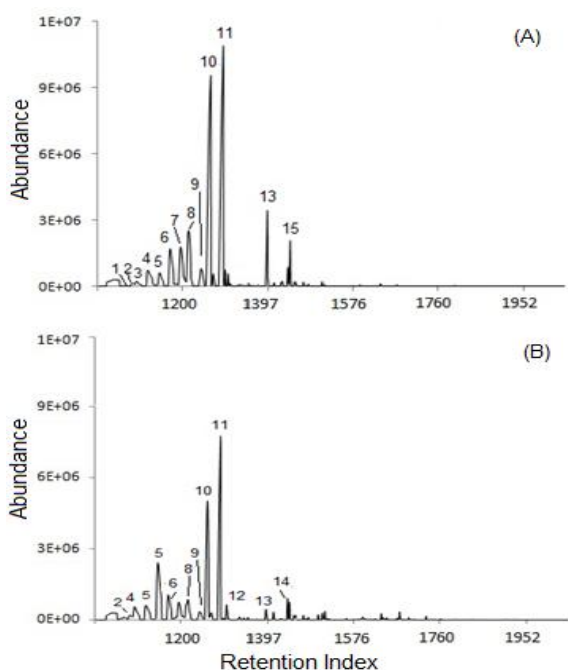 (A)
1E+07
9E+06
6E+06
3E+06
0E+00
Abundance
1 2 3 4 5 6 7 8 9 10 11 13 15
1200 1397 1576 1760 1952
(B)
1E+07
9E+06
6E+06
3E+06
0E+00
Abundance
2 4 5 5 6 8 9 10 11 12 13 14
1200 1397 1576 1760 1952
Retention Index